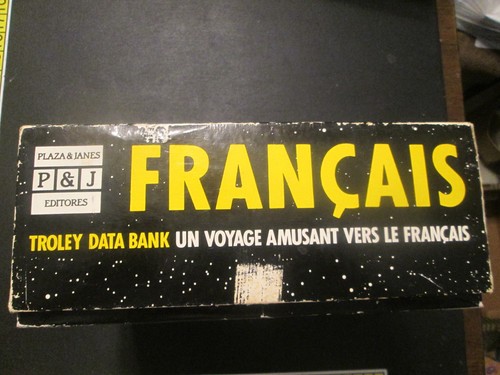 PLAZA & JANES
P & J
EDITORES
FRANÇAIS
TROLEY DATA BANK UN VOYAGE AMUSANT VERS LE FRANÇAIS